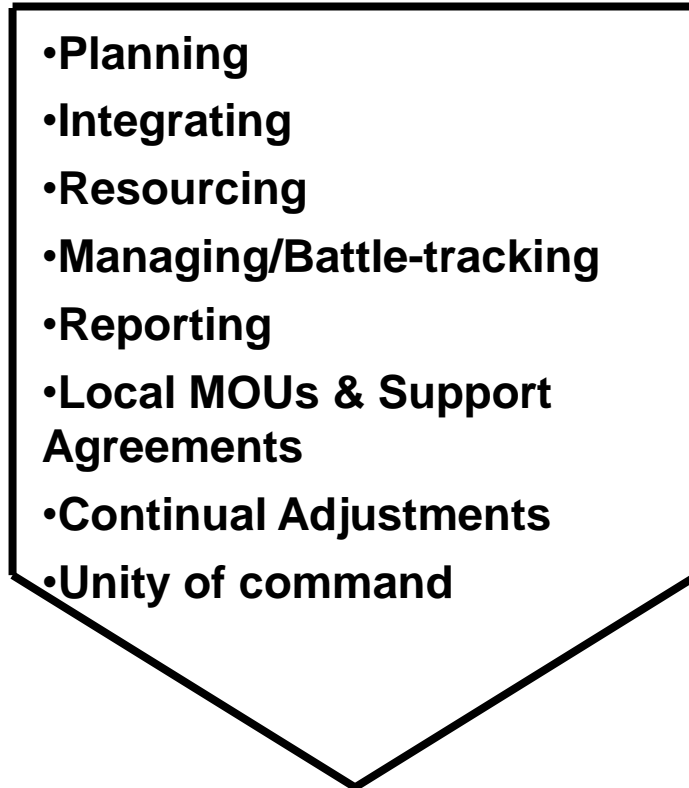 •Planning
•Integrating
•Resourcing
•Managing/Battle-tracking
•Reporting
•Local MOUs & Support
Agreements
•Continual Adjustments
•Unity of command